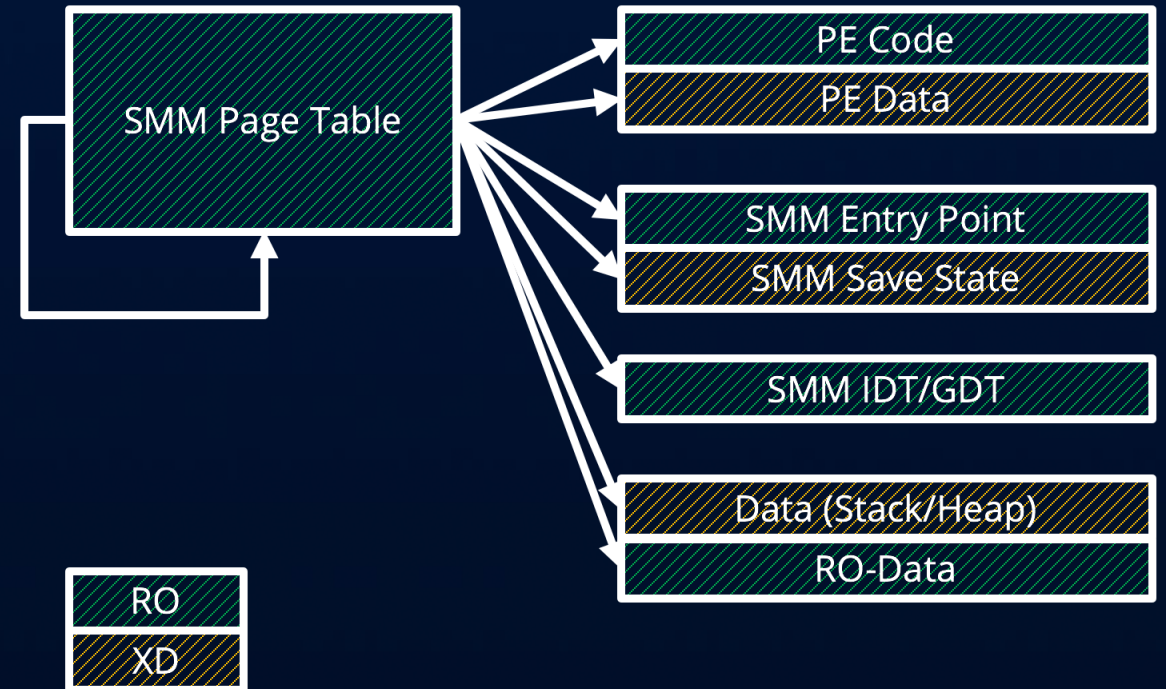 SMM Page Table
PE Code
PE Data
SMM Entry Point
SMM Save State
SMM IDT/GDT
Data (Stack/Heap)
RO-Data
RO
XD